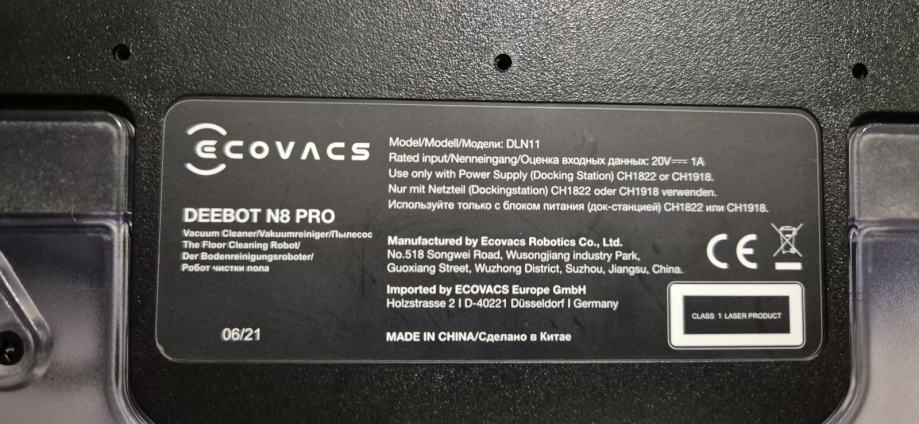 ECOVACS
DEEBOT N8 PRO
Vacuum Cleaner/Vakuumreiniger/Пылесос
The Floor Cleaning Robot/
Der Bodenreinigungsroboter/
Робот чистки пола
06/21
Model/Modell/Модели: DLN11
Rated input/Nenneingang/Оценка входных данных: 20V⎓ 1A
Use only with Power Supply (Docking Station) CH1822 or CH1918.
Nur mit Netzteil (Dockingstation) CH1822 oder CH1918 verwenden.
Используйте только с блоком питания (док-станцией) CH1822 или CH1918.
Manufactured by Ecovacs Robotics Co., Ltd.
No.518 Songwei Road, Wusongjiang industry Park,
Guoxiang Street, Wuzhong District, Suzhou, Jiangsu, China.
Imported by ECOVACS Europe GmbH
Holzstrasse 2 I D-40221 Düsseldorf I Germany
MADE IN CHINA/Сделано в Китае
CE
CLASS 1 LASER PRODUCT